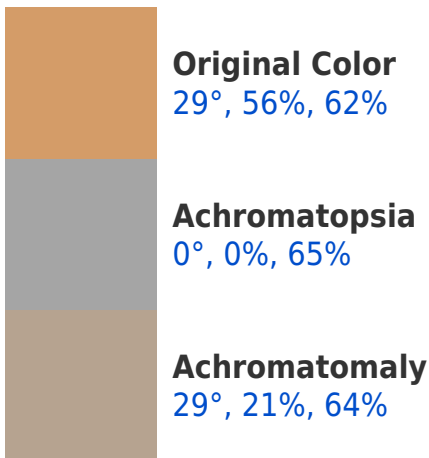 Original Color
29°, 56%, 62%
Achromatopsia
0°, 0%, 65%
Achromatomaly
29°, 21%, 64%